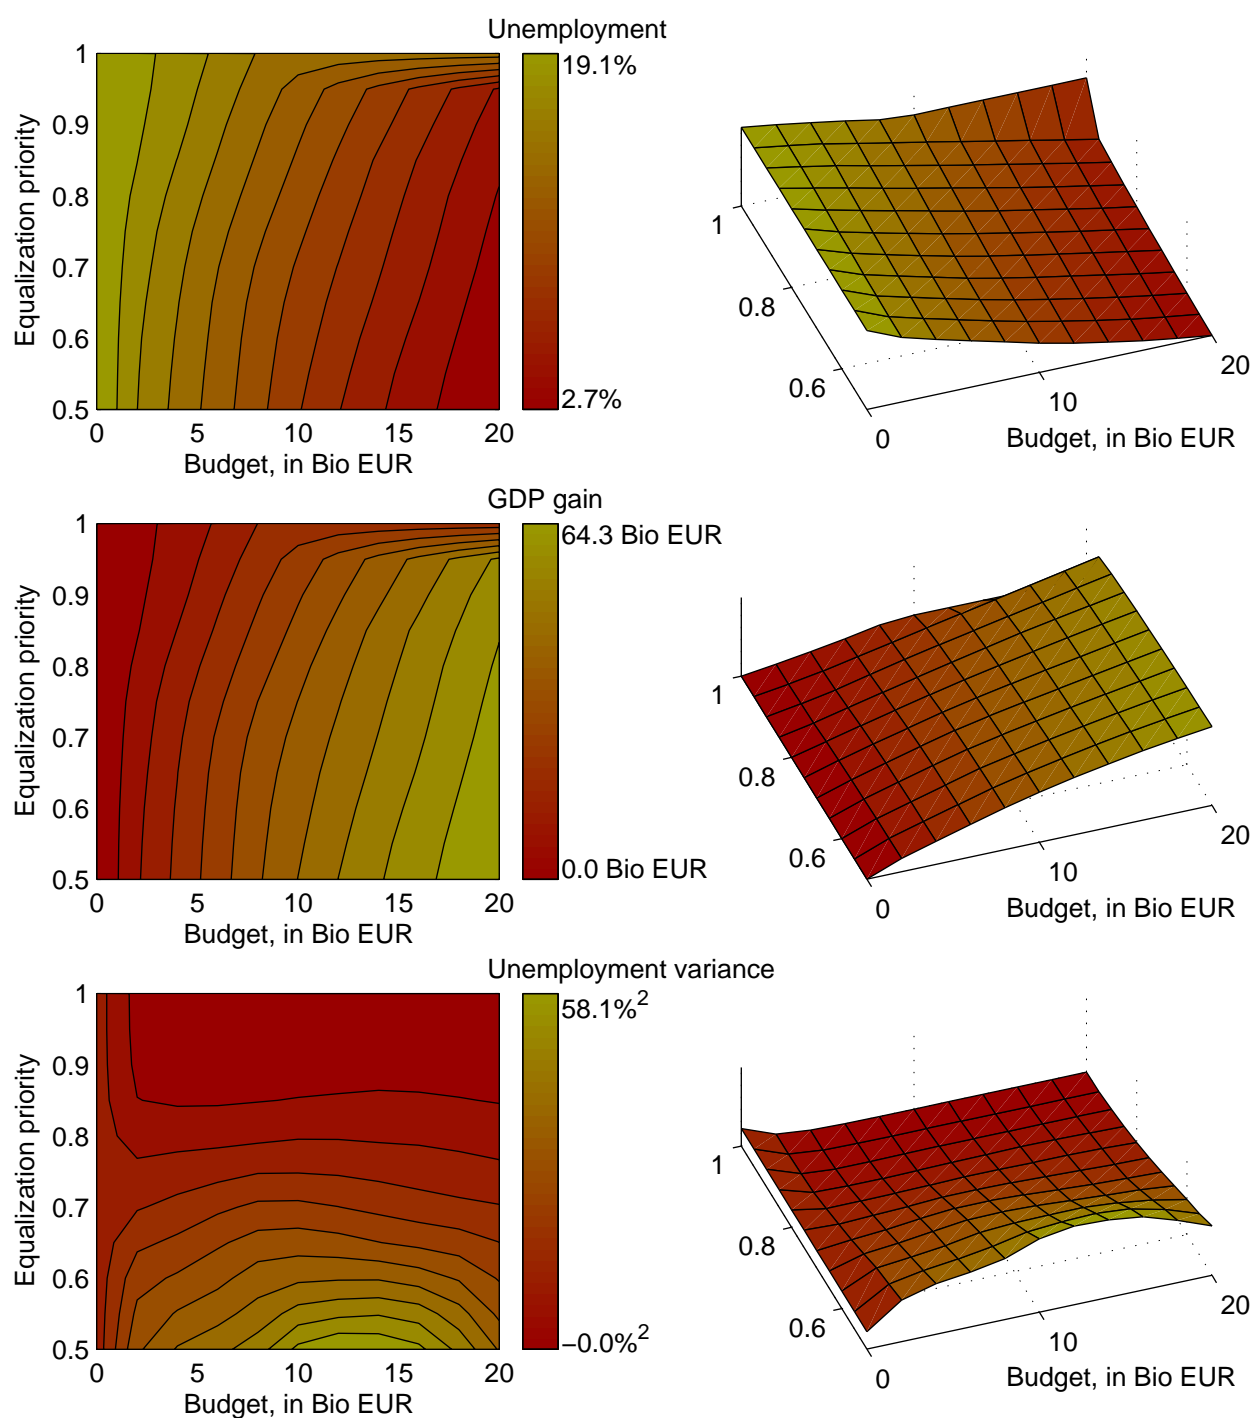 Unemployment
1
0.9
0.8
0.7
0.6
0.5
Equalization priority
0 5 10 15 20
Budget, in Bio EUR
19.1%
2.7%
1
0.8
0.6
0
10
20
Budget, in Bio EUR
GDP gain
1
0.9
0.8
0.7
0.6
0.5
Equalization priority
0 5 10 15 20
Budget, in Bio EUR
64.3 Bio EUR
0.0 Bio EUR
1
0.8
0.6
0
10
20
Budget, in Bio EUR
Unemployment variance
1
0.9
0.8
0.7
0.6
0.5
Equalization priority
0 5 10 15 20
Budget, in Bio EUR
58.1%²
−0.0%²
1
0.8
0.6
0
10
20
Budget, in Bio EUR